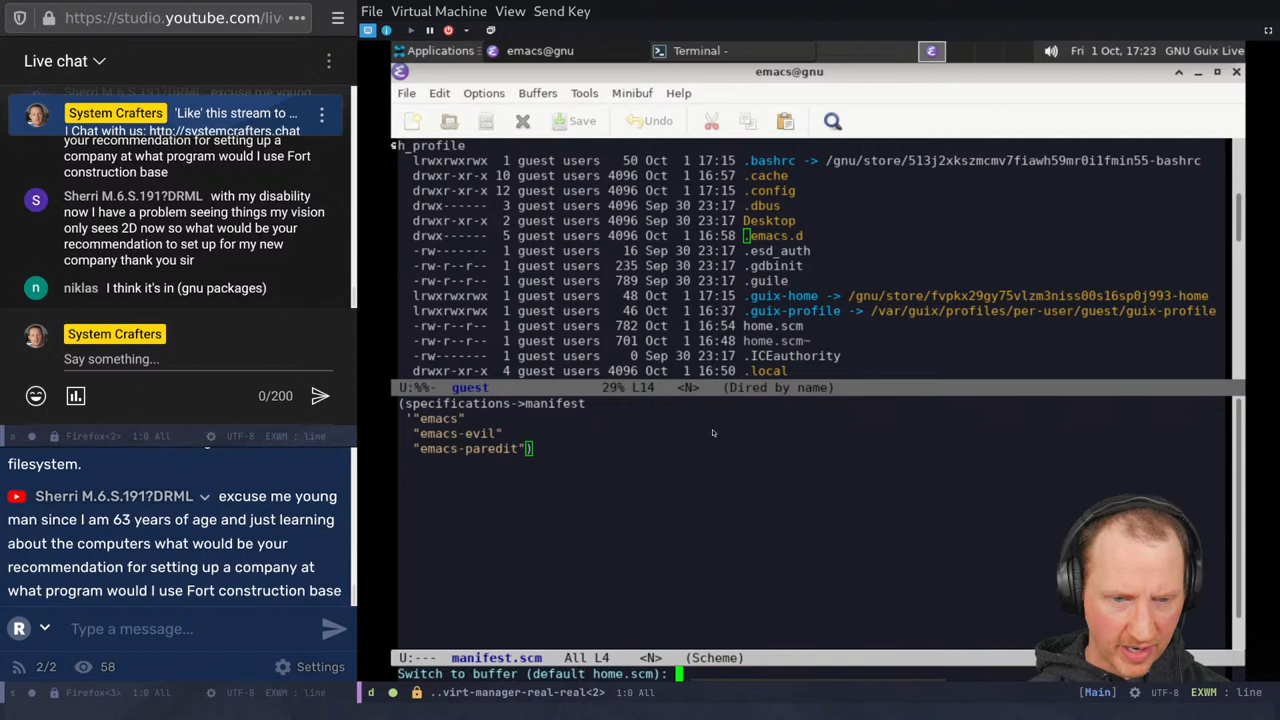 https://studio.youtube.com/liv
Live chat
Sherri M.6.S.191?DRML excuse me young
System Crafters 'Like' this stream to ...
| Chat with us: http://systemcrafters.chat
your recommendation for setting up a
company at what program would I use Fort
construction base
Sherri M.6.S.191?DRML with my disability
now I have a problem seeing things my vision
only sees 2D now so what would be your
recommendation to set up for my new
company thank you sir
niklas I think it's in (gnu packages)
System Crafters
Say something...
0/200
a Firefox<2> 1:0 All UTF-8 EXWM : line
filesystem.
Sherri M.6.S.191?DRML excuse me young
man since I am 63 years of age and just learning
about the computers what would be your
recommendation for setting up a company at
what program would I use Fort construction base
R Type a message...
2/2 58 Settings
s Firefox<3> 1:0 All UTF-8 EXWM : line
File Virtual Machine View Send Key
Applications emacs@gnu Terminal - Fri 1 Oct, 17:23 GNU Guix Live
emacs@gnu
File Edit Options Buffers Tools Minibuf Help
Save Undo
h_profile
lrwxrwxrwx 1 guest users 50 Oct 1 17:15 .bashrc -> /gnu/store/513j2xkszmcmv7fiawh59mr0i1fmin55-bashrc
drwxr-xr-x 10 guest users 4096 Oct 1 16:57 .cache
drwxr-xr-x 12 guest users 4096 Oct 1 17:15 .config
drwx------ 3 guest users 4096 Sep 30 23:17 .dbus
drwxr-xr-x 2 guest users 4096 Sep 30 23:17 Desktop
drwx------ 5 guest users 4096 Oct 1 16:58 .emacs.d
-rw------- 1 guest users 16 Sep 30 23:17 .esd_auth
-rw-r--r-- 1 guest users 235 Sep 30 23:17 .gdbinit
-rw-r--r-- 1 guest users 789 Sep 30 23:17 .guile
lrwxrwxrwx 1 guest users 48 Oct 1 17:15 .guix-home -> /gnu/store/fvpkx29gy75vlzm3niss00s16sp0j993-home
lrwxrwxrwx 1 guest users 46 Oct 1 16:37 .guix-profile -> /var/guix/profiles/per-user/guest/guix-profile
-rw-r--r-- 1 guest users 782 Oct 1 16:54 home.scm
-rw-r--r-- 1 guest users 701 Oct 1 16:48 home.scm~
-rw------- 1 guest users 0 Sep 30 23:17 .ICEauthority
drwxr-xr-x 4 guest users 4096 Oct 1 16:50 .local
U:%%- guest 29% L14 <N> (Dired by name)
(specifications->manifest
'"emacs"
"emacs-evil"
"emacs-paredit")
U:--- manifest.scm All L4 <N> (Scheme)
Switch to buffer (default home.scm):
d ..virt-manager-real-real<2> 1:0 All [Main] UTF-8 EXWM : line